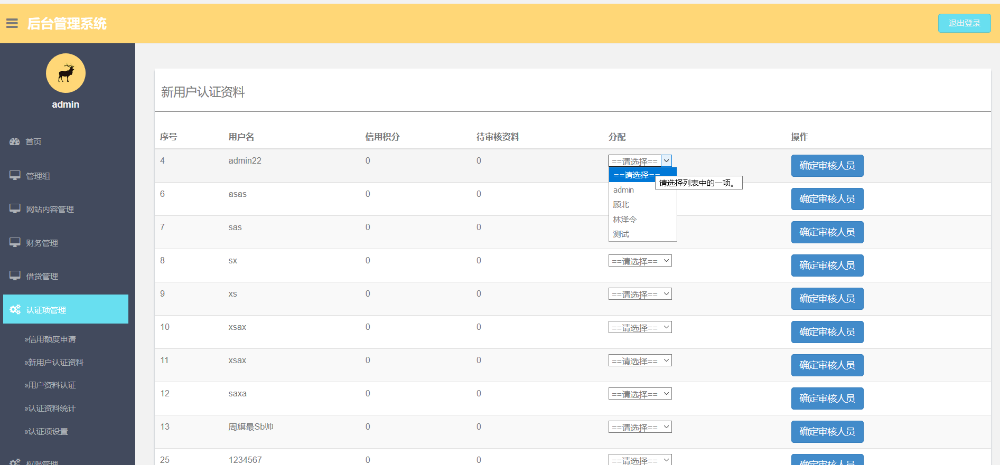 后台管理系统
退出登录
admin
首页
管理组
网站内容管理
财务管理
借贷管理
认证项管理
»信用额度申请
»新用户认证资料
»用户资料认证
»认证资料统计
»认证项设置
权限管理
新用户认证资料
序号 用户名 信用积分 待审核资料 分配 操作
4 admin22 0 0 ==请选择== 确定审核人员
==请选择==
请选择列表中的一项。
admin
顾北
林泽令
测试
6 asas 0 0 确定审核人员
7 sas 0 0 确定审核人员
8 sx 0 0 ==请选择== 确定审核人员
9 xs 0 0 ==请选择== 确定审核人员
10 xsax 0 0 ==请选择== 确定审核人员
11 xsax 0 0 ==请选择== 确定审核人员
12 saxa 0 0 ==请选择== 确定审核人员
13 周旗最Sb帅 0 0 ==请选择== 确定审核人员
25 1234567 0 0 ==请选择== 确定审核人员